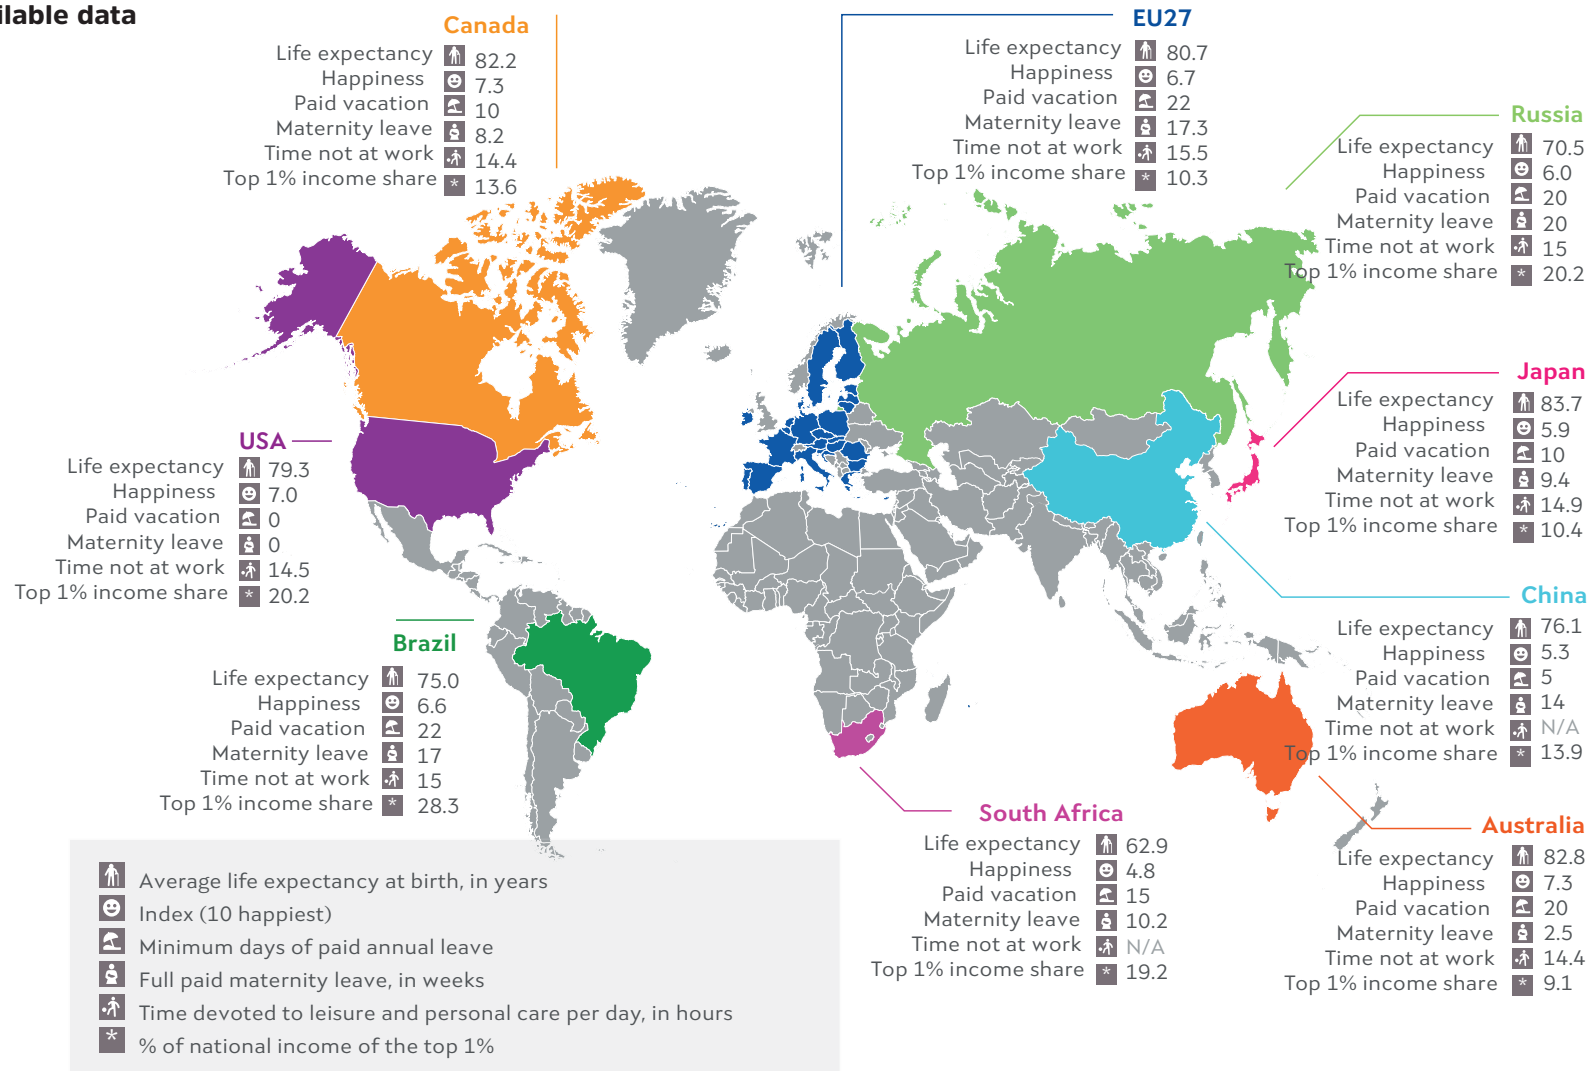 ilable data
Canada
Life expectancy 82.2
Happiness 7.3
Paid vacation 10
Maternity leave 8.2
Time not at work 14.4
Top 1% income share * 13.6
EU27
Life expectancy 80.7
Happiness 6.7
Paid vacation 22
Maternity leave 17.3
Time not at work 15.5
Top 1% income share * 10.3
Russia
Life expectancy 70.5
Happiness 6.0
Paid vacation 20
Maternity leave 20
Time not at work 15
Top 1% income share * 20.2
Japan
Life expectancy 83.7
Happiness 5.9
Paid vacation 10
Maternity leave 9.4
Time not at work 14.9
Top 1% income share * 10.4
USA
Life expectancy 79.3
Happiness 7.0
Paid vacation 0
Maternity leave 0
Time not at work 14.5
Top 1% income share * 20.2
China
Life expectancy 76.1
Happiness 5.3
Paid vacation 5
Maternity leave 14
Time not at work N/A
Top 1% income share * 13.9
Brazil
Life expectancy 75.0
Happiness 6.6
Paid vacation 22
Maternity leave 17
Time not at work 15
Top 1% income share * 28.3
South Africa
Life expectancy 62.9
Happiness 4.8
Paid vacation 15
Maternity leave 10.2
Time not at work N/A
Top 1% income share * 19.2
Australia
Life expectancy 82.8
Happiness 7.3
Paid vacation 20
Maternity leave 2.5
Time not at work 14.4
Top 1% income share * 9.1
Average life expectancy at birth, in years
Index (10 happiest)
Minimum days of paid annual leave
Full paid maternity leave, in weeks
Time devoted to leisure and personal care per day, in hours
* % of national income of the top 1%